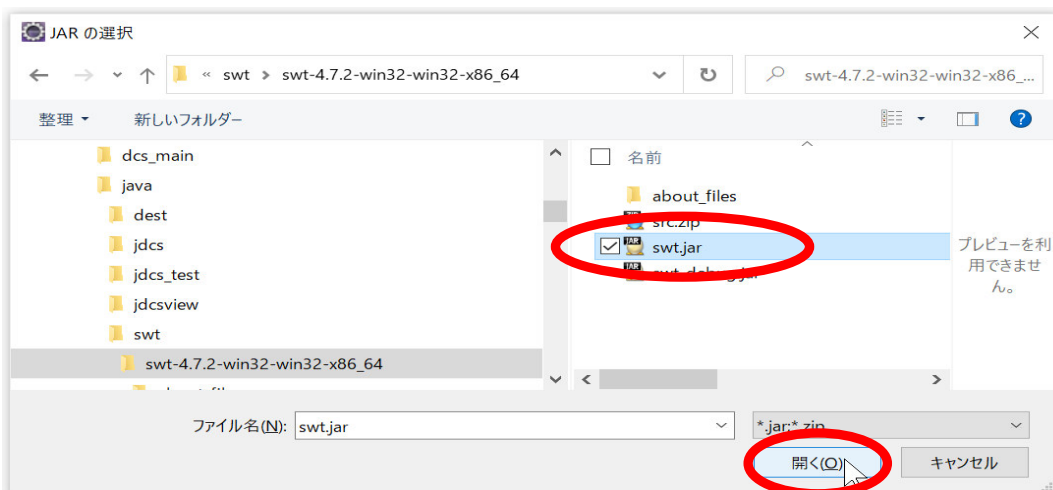 JAR の選択
« swt > swt-4.7.2-win32-win32-x86_64
swt-4.7.2-win32-win32-x86_...
整理
新しいフォルダー
dcs_main
java
dest
jdcs
jdcs_test
jdcsview
swt
swt-4.7.2-win32-win32-x86_64
名前
about_files
src.zip
swt.jar
swt-debug.jar
プレビューを利
用できませ
ん。
ファイル名(N): swt.jar
*.jar;*.zip
開く(O)
キャンセル